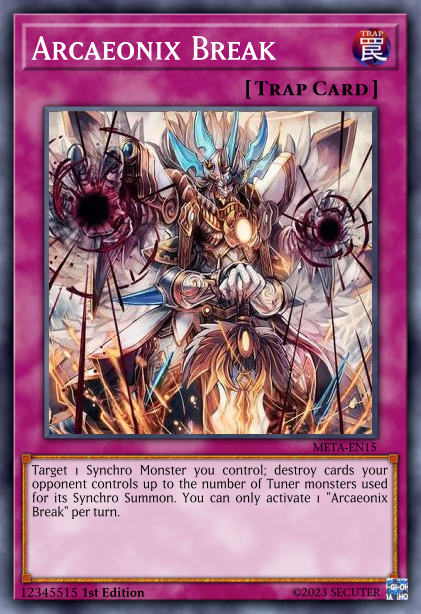 Arcaeonix Break
TRAP
罠
[Trap Card]
META-EN15
Target 1 Synchro Monster you control; destroy cards your
opponent controls up to the number of Tuner monsters used
for its Synchro Summon. You can only activate 1 "Arcaeonix
Break" per turn.
12345515 1st Edition
©2023 SECUTER